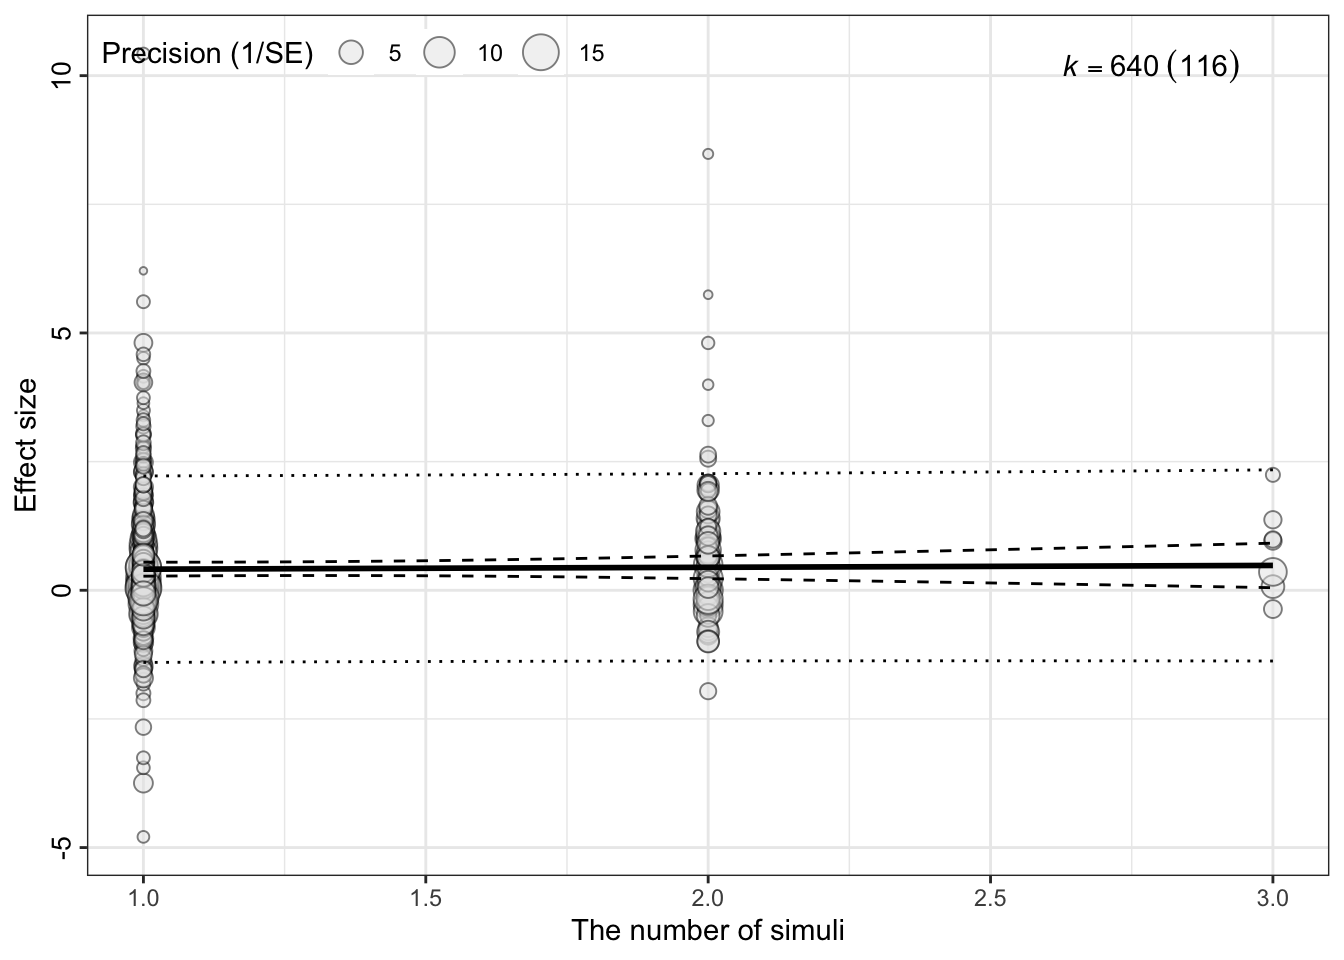 Precision (1/SE) 5 10 15
k = 640 (116)
10
5
0
-5
Effect size
1.0 1.5 2.0 2.5 3.0
The number of simuli